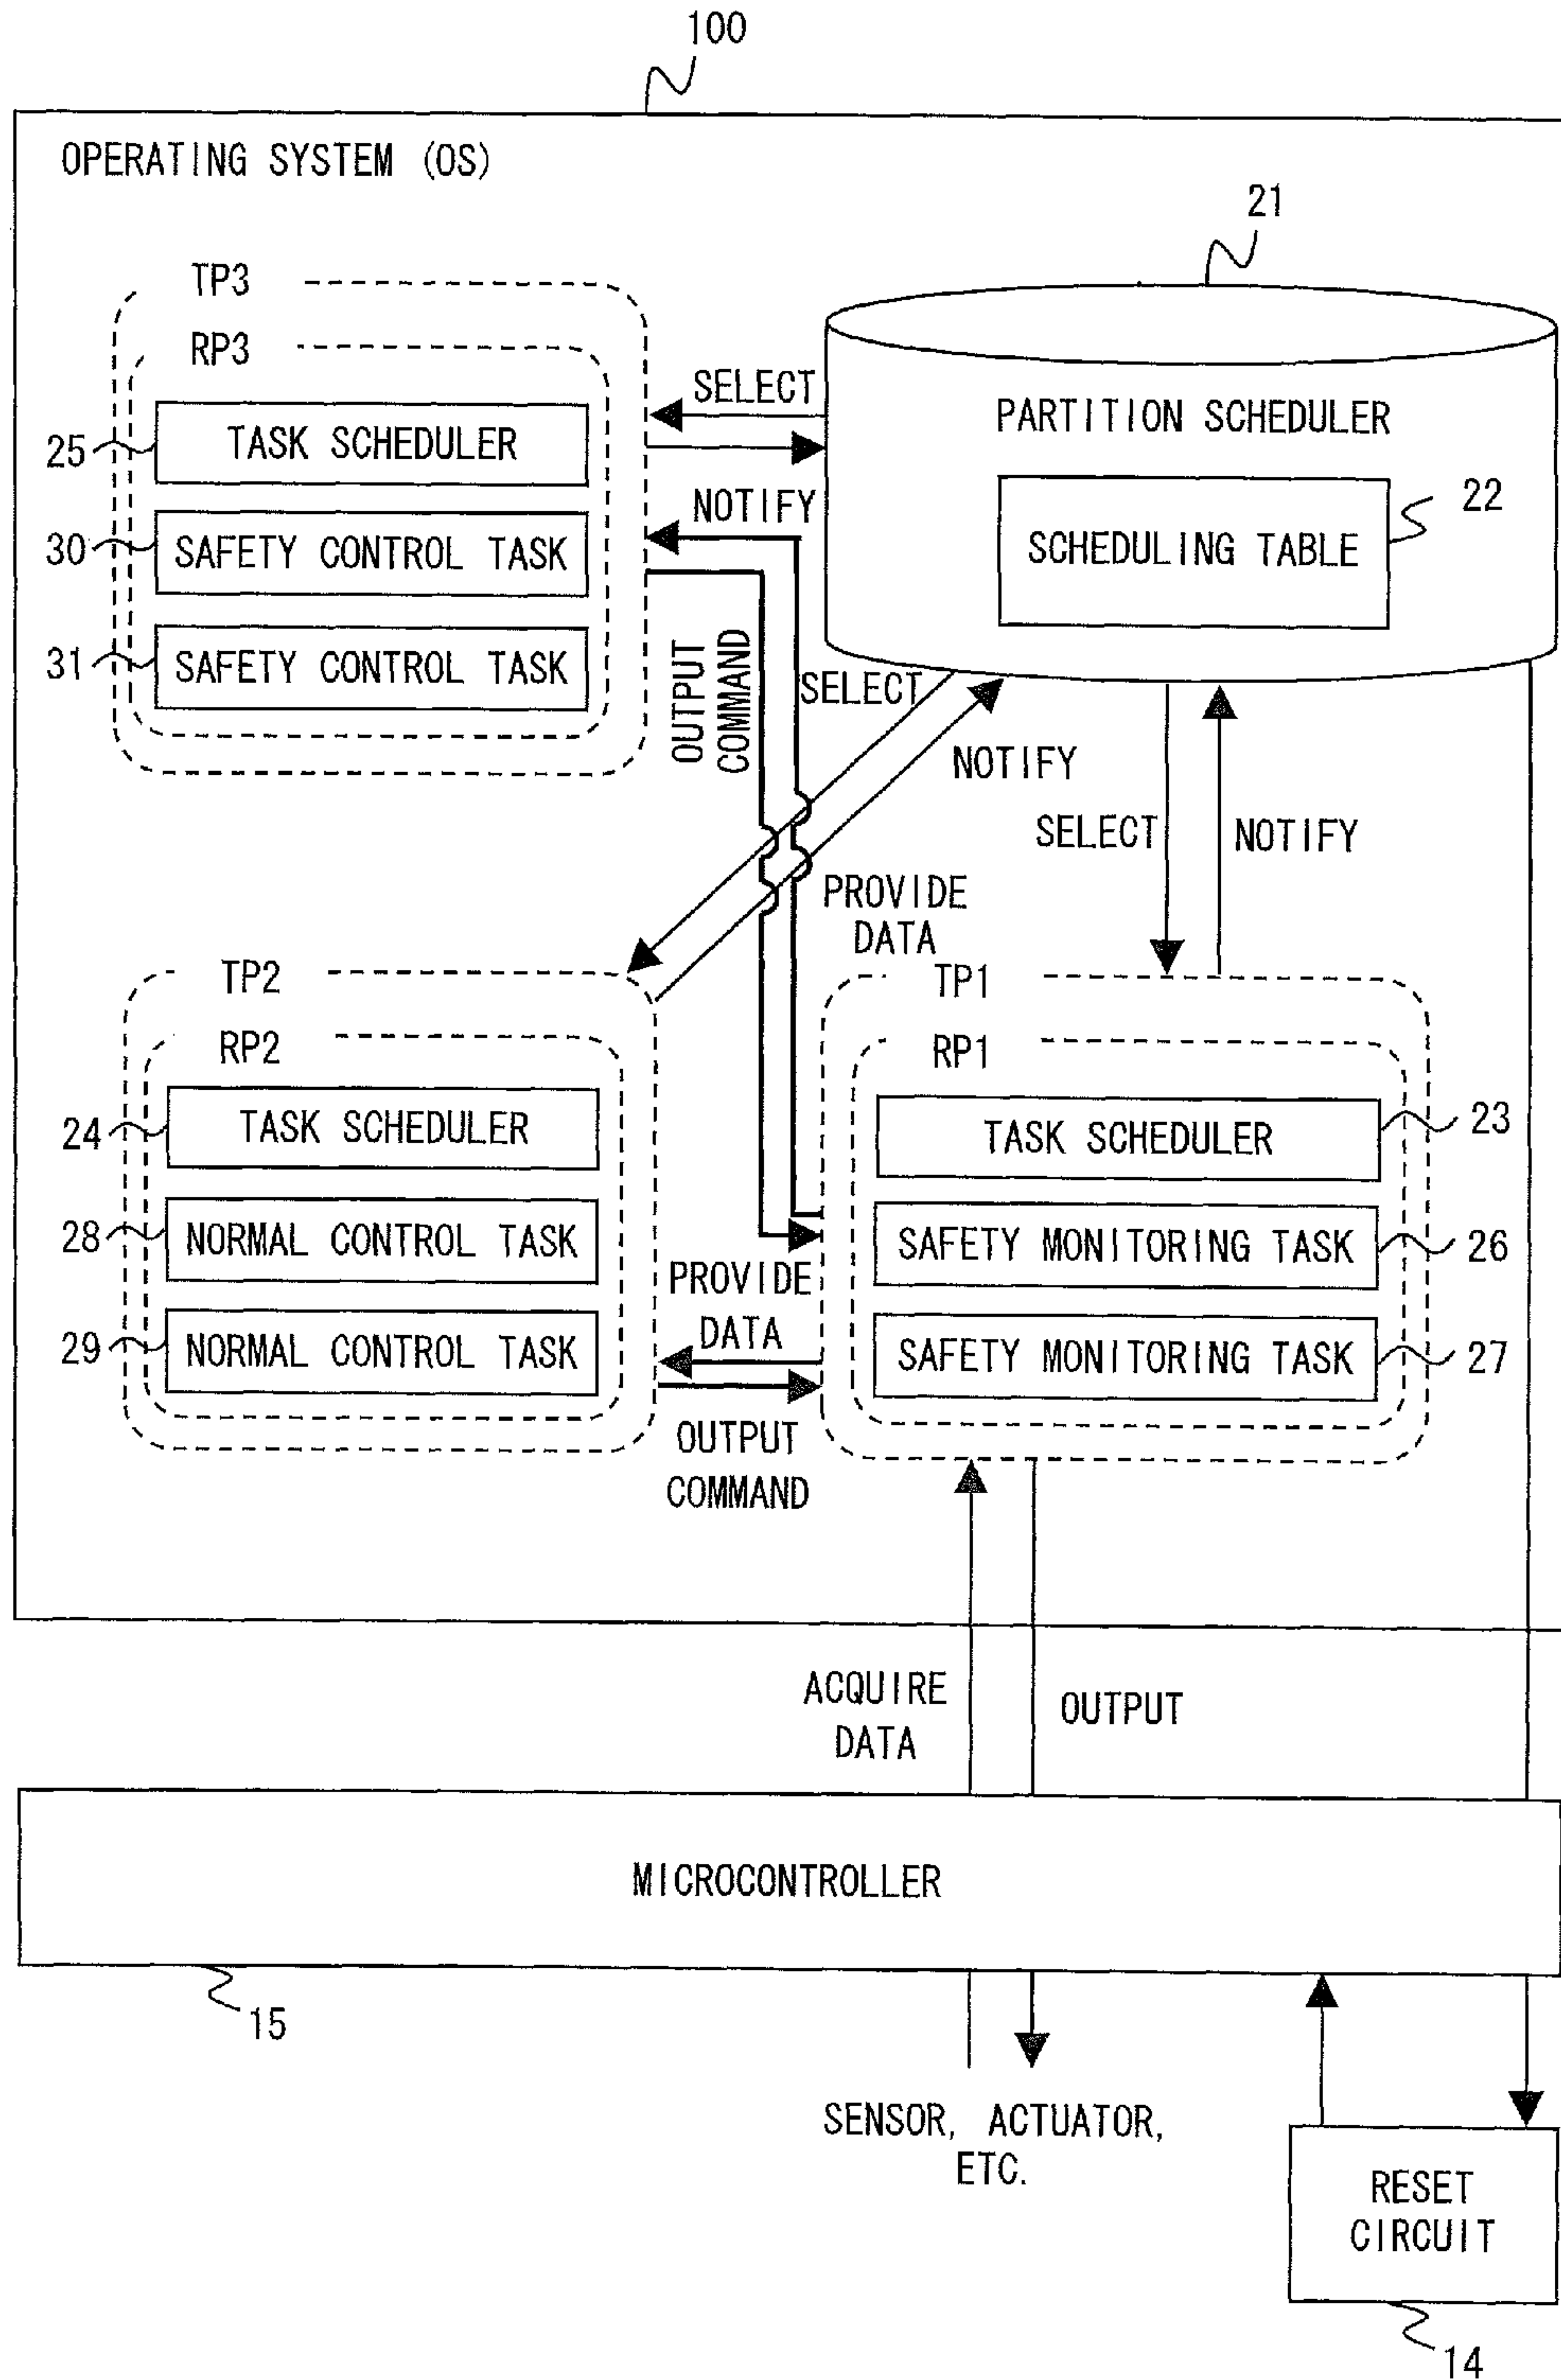 100
OPERATING SYSTEM (OS)
21
TP3
RP3
SELECT
PARTITION SCHEDULER
25
TASK SCHEDULER
NOTIFY
22
SCHEDULING TABLE
30
SAFETY CONTROL TASK
31
SAFETY CONTROL TASK
OUTPUT
COMMAND
SELECT
NOTIFY
SELECT
NOTIFY
PROVIDE
DATA
TP2
TP1
RP2
RP1
24
TASK SCHEDULER
TASK SCHEDULER
23
28
NORMAL CONTROL TASK
SAFETY MONITORING TASK
26
PROVIDE
DATA
29
NORMAL CONTROL TASK
SAFETY MONITORING TASK
27
OUTPUT
COMMAND
ACQUIRE
DATA
OUTPUT
MICROCONTROLLER
15
SENSOR, ACTUATOR,
ETC.
RESET
CIRCUIT
14